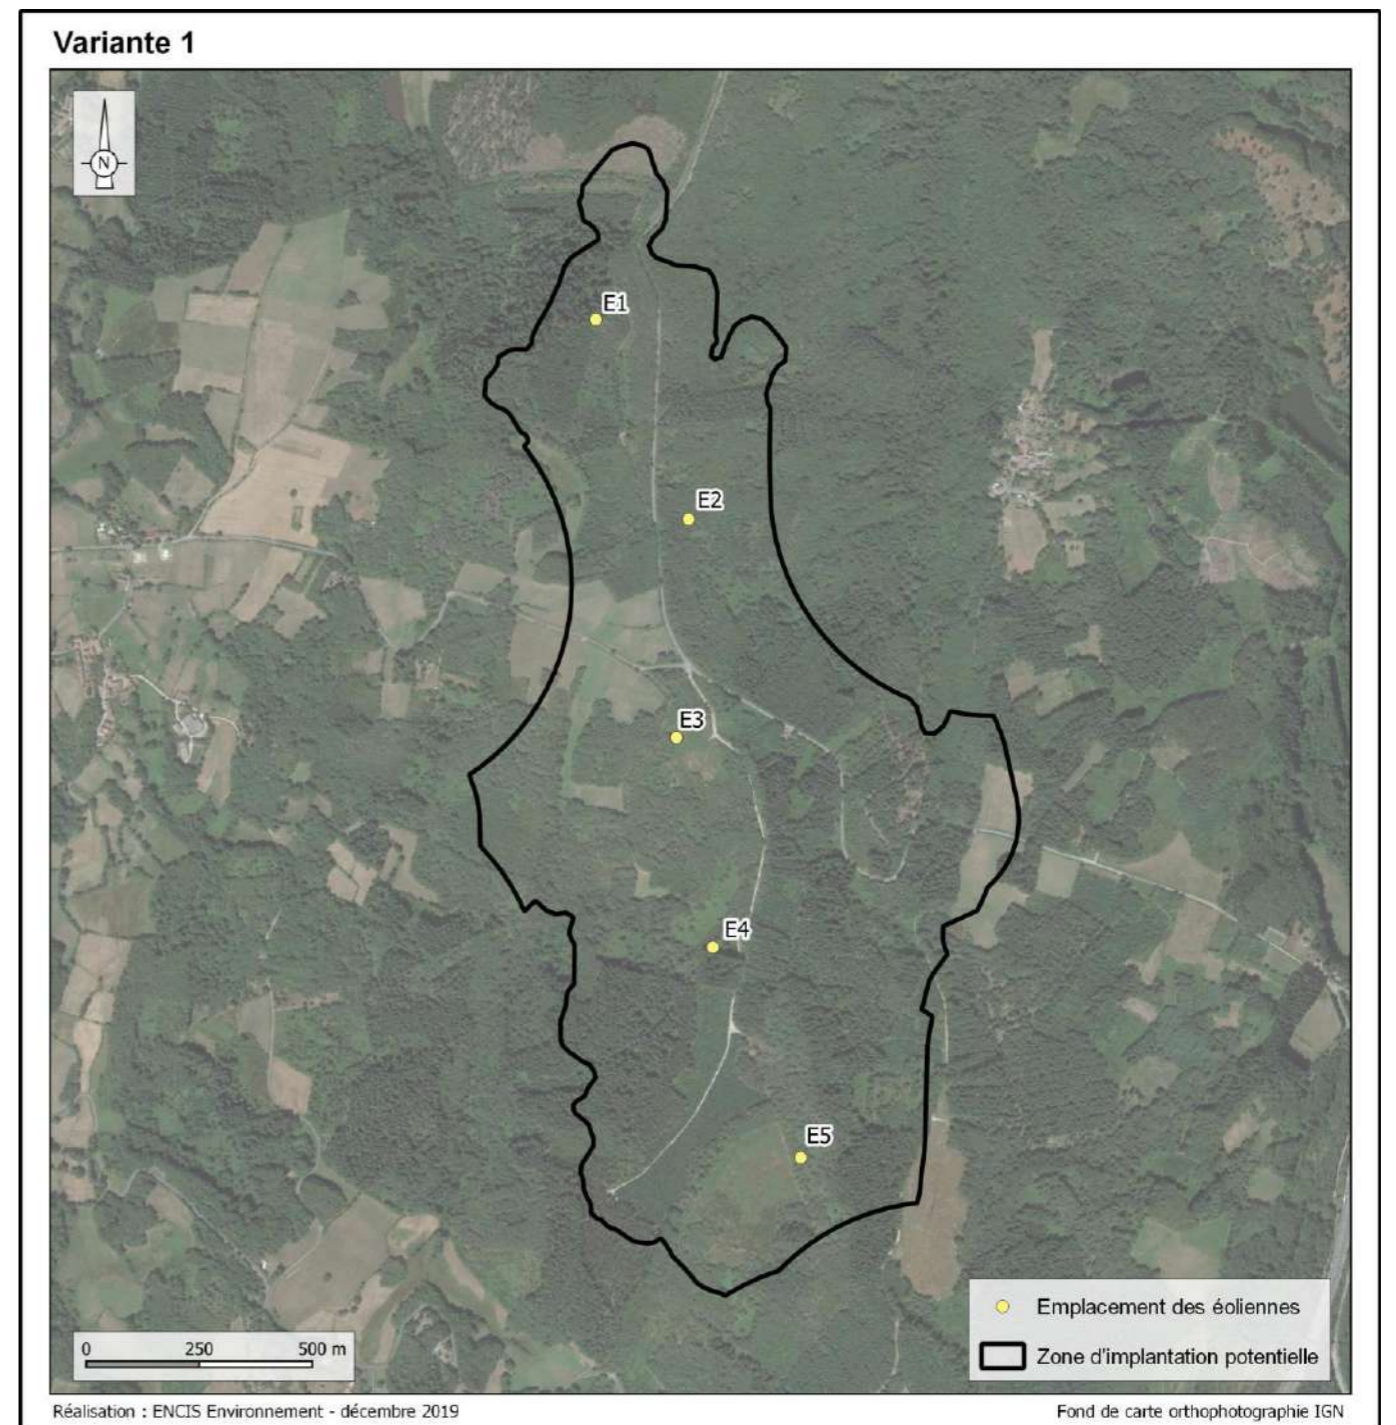 Variante 1
N
E1
E2
E3
E4
E5
Emplacement des éoliennes
0 250 500 m
Zone d'implantation potentielle
Réalisation : ENCIS Environnement - décembre 2019
Fond de carte orthophotographie IGN